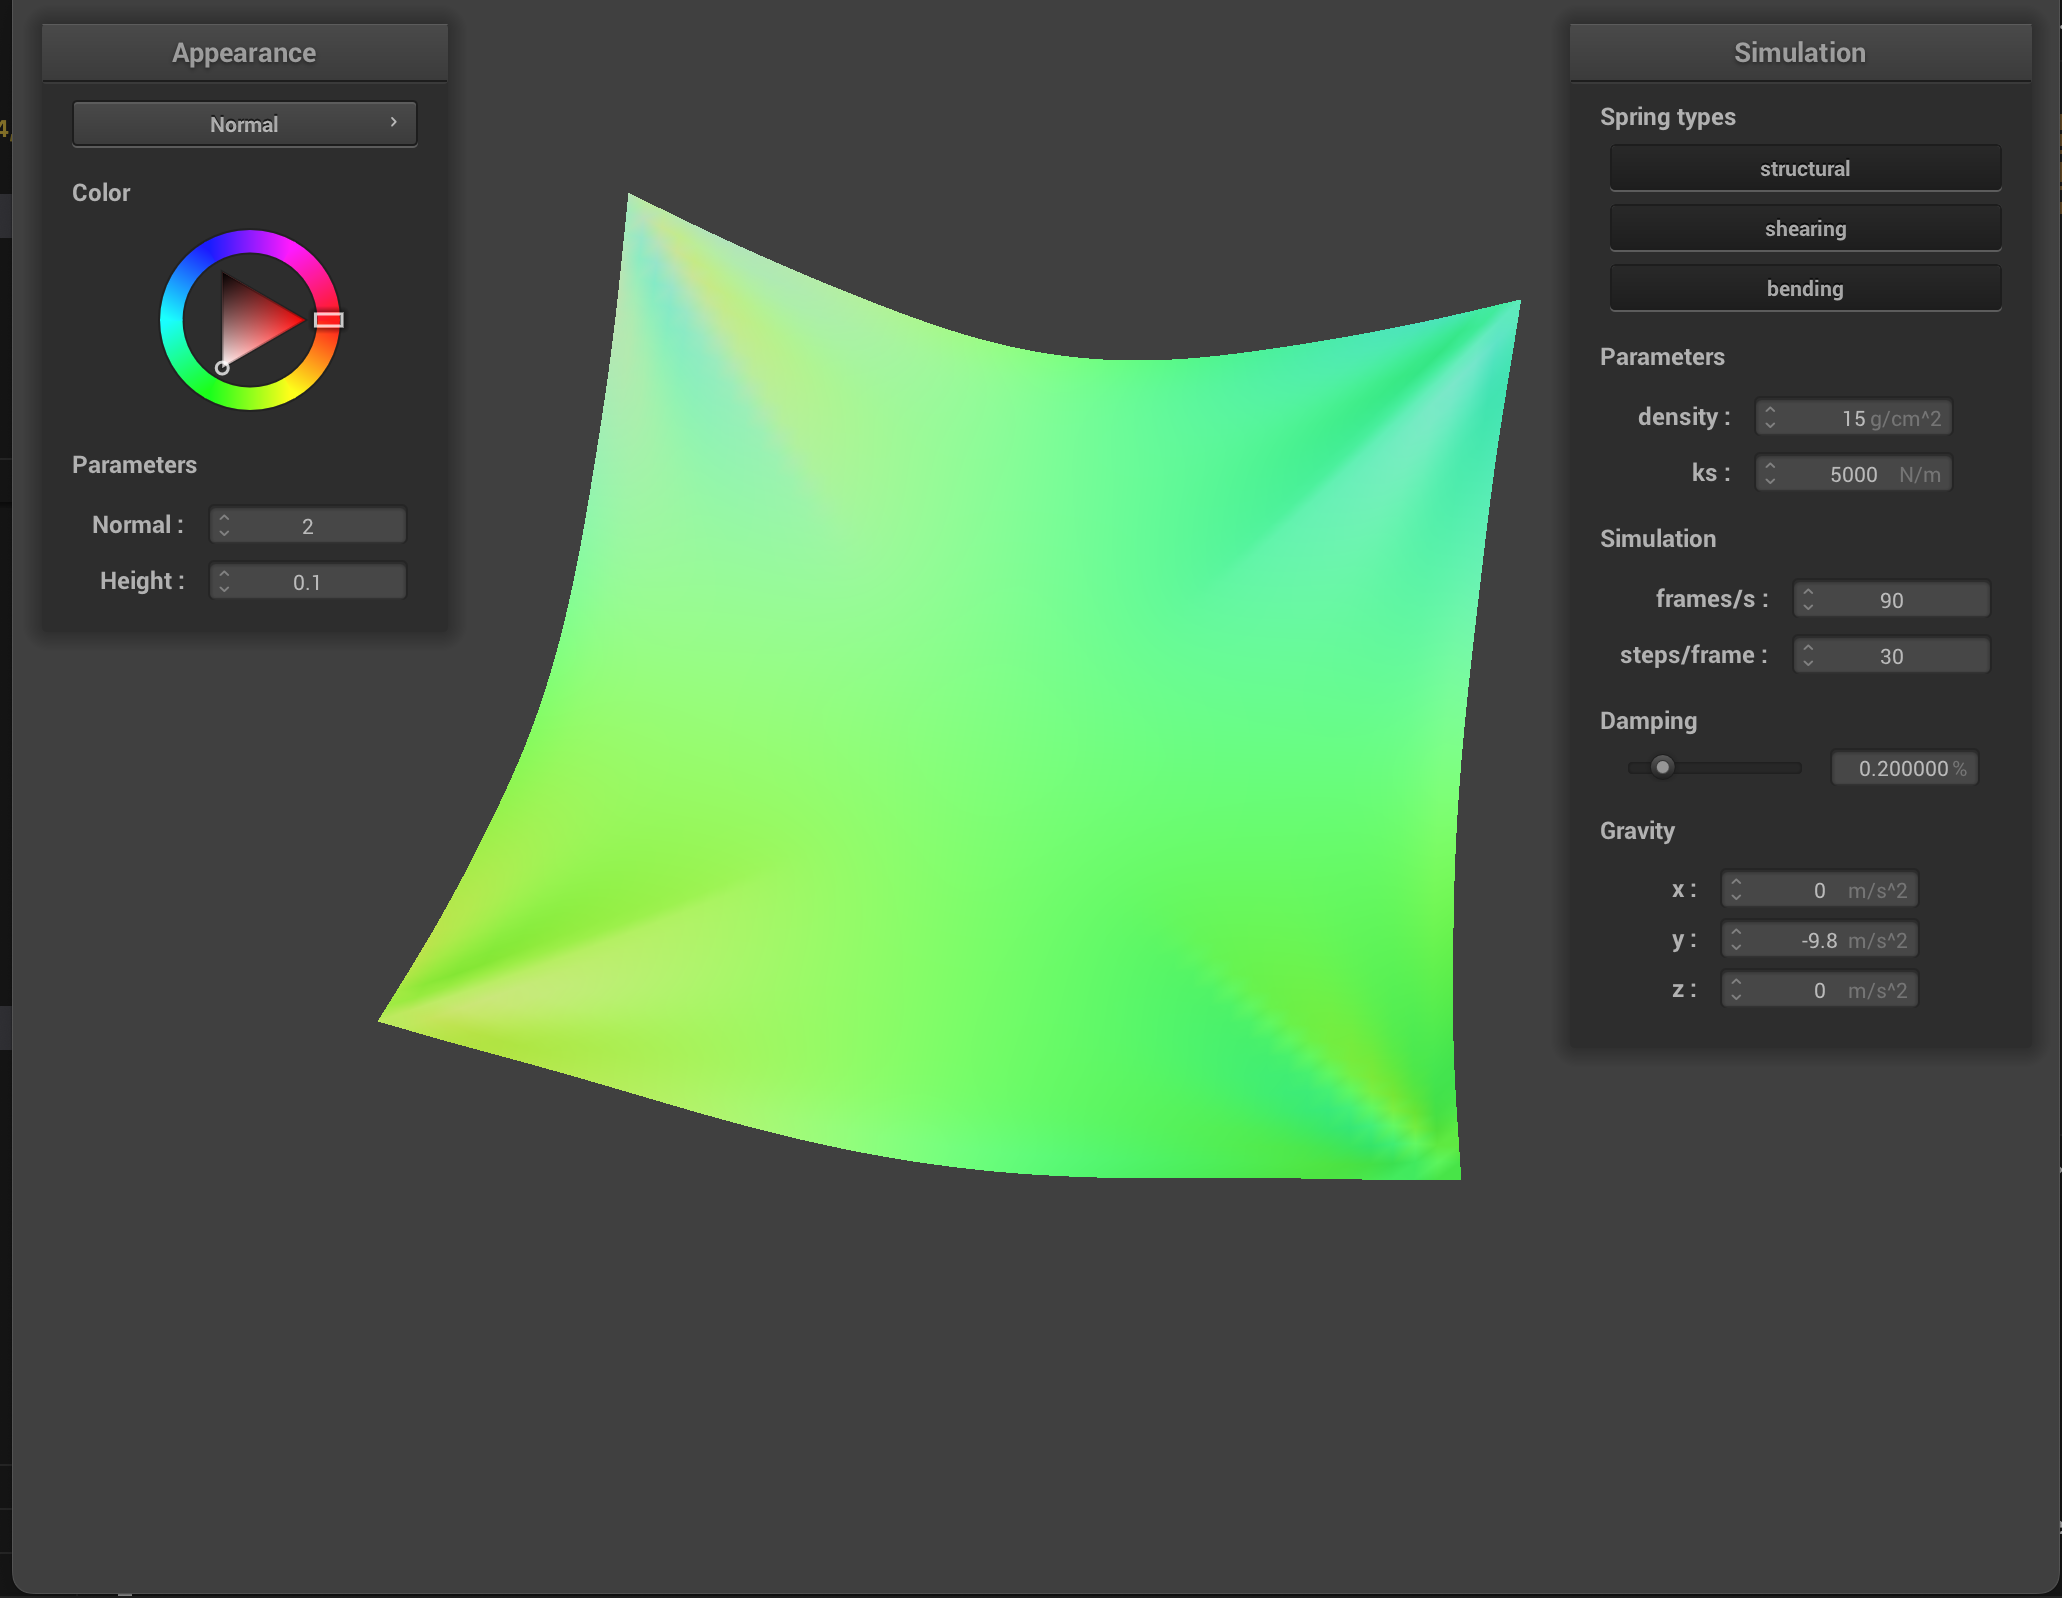 Appearance
Normal
Color
Parameters
Normal : 2
Height : 0.1
Simulation
Spring types
structural
shearing
bending
Parameters
density : 15 g/cm^2
ks : 5000 N/m
Simulation
frames/s : 90
steps/frame : 30
Damping
0.200000 %
Gravity
x : 0 m/s^2
y : -9.8 m/s^2
z : 0 m/s^2